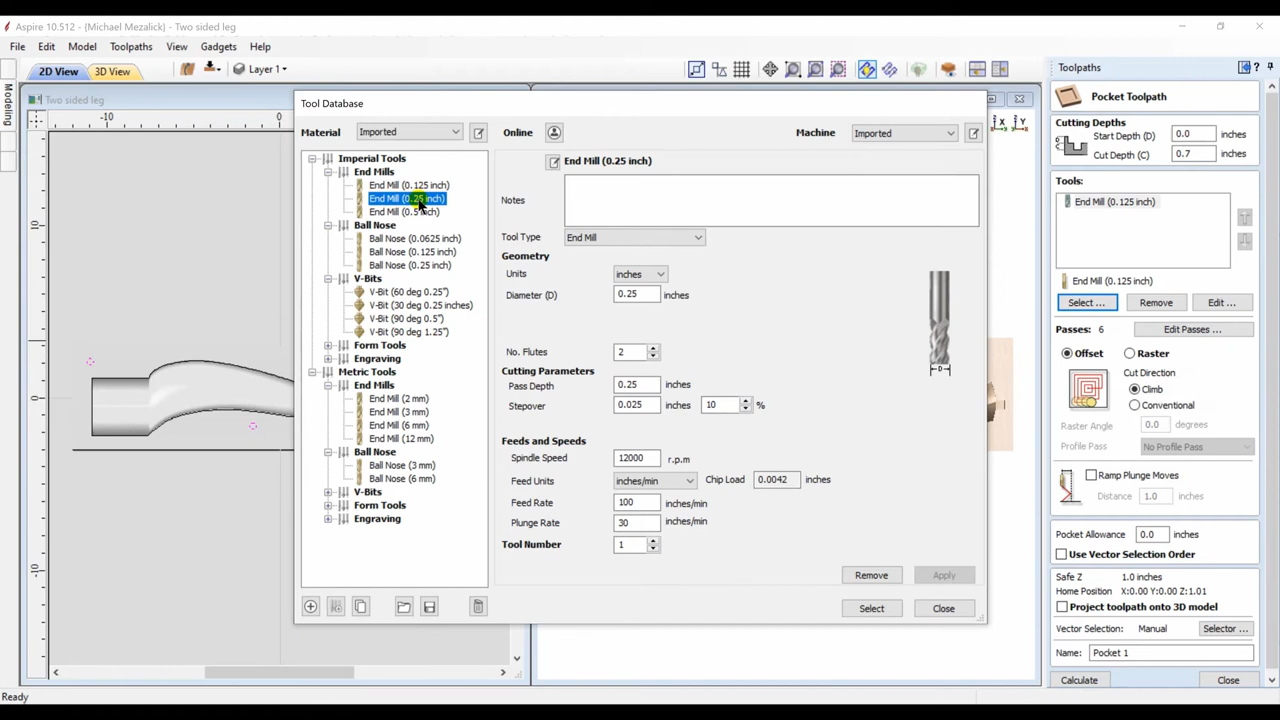 Aspire 10.512 - (Michael Mezalick) - Two sided leg
File Edit Model Toolpaths View Gadgets Help
2D View 3D View Layer 1
Toolpaths
Modeling
Two sided leg
-10 0
10
0
-10
Tool Database
Material Imported Online Machine Imported
Imperial Tools
End Mills
End Mill (0.125 inch)
End Mill (0.25 inch)
End Mill (0.5 inch)
Ball Nose
Ball Nose (0.0625 inch)
Ball Nose (0.125 inch)
Ball Nose (0.25 inch)
V-Bits
V-Bit (60 deg 0.25")
V-Bit (30 deg 0.25 inches)
V-Bit (90 deg 0.5")
V-Bit (90 deg 1.25")
Form Tools
Engraving
Metric Tools
End Mills
End Mill (2 mm)
End Mill (3 mm)
End Mill (6 mm)
End Mill (12 mm)
Ball Nose
Ball Nose (3 mm)
Ball Nose (6 mm)
V-Bits
Form Tools
Engraving
End Mill (0.25 inch)
Notes
Tool Type End Mill
Geometry
Units inches
Diameter (D) 0.25 inches
No. Flutes 2
Cutting Parameters
Pass Depth 0.25 inches
Stepover 0.025 inches 10 %
Feeds and Speeds
Spindle Speed 12000 r.p.m
Feed Units inches/min Chip Load 0.0042 inches
Feed Rate 100 inches/min
Plunge Rate 30 inches/min
Tool Number 1
D
Remove Apply
Select Close
X Y
Pocket Toolpath
Cutting Depths
Start Depth (D) 0.0 inches
Cut Depth (C) 0.7 inches
Tools:
End Mill (0.125 inch)
End Mill (0.125 inch)
Select ... Remove Edit ...
Passes: 6 Edit Passes ...
Offset Raster
Cut Direction
Climb
Conventional
Raster Angle 0.0 degrees
Profile Pass No Profile Pass
Ramp Plunge Moves
Distance 1.0 inches
Pocket Allowance 0.0 inches
Use Vector Selection Order
Safe Z 1.0 inches
Home Position X:0.00 Y:0.00 Z:1.01
Project toolpath onto 3D model
Vector Selection: Manual Selector ...
Name: Pocket 1
Calculate Close
Ready